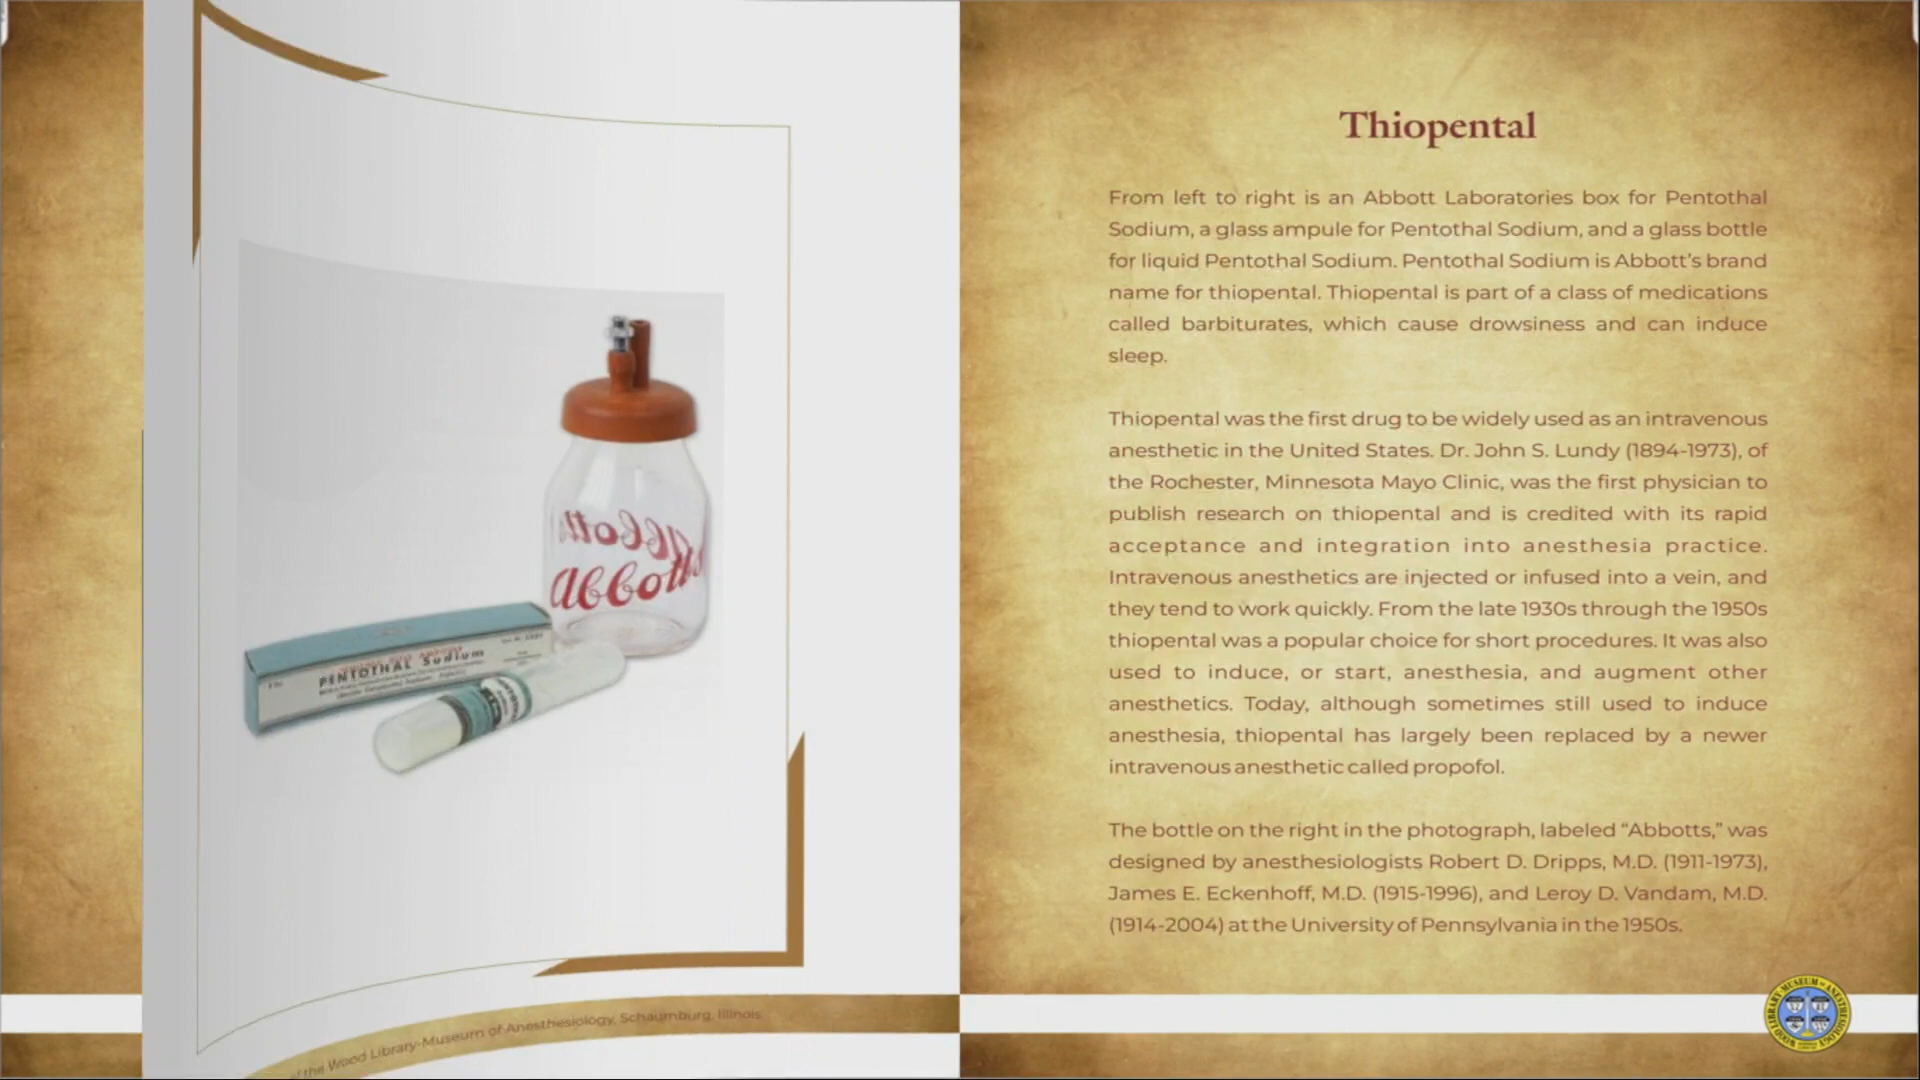 Abbotts
PENTOTHAL Sodium
of the Wood Library-Museum of Anesthesiology, Schaumburg, Illinois
Thiopental
From left to right is an Abbott Laboratories box for Pentothal
Sodium, a glass ampule for Pentothal Sodium, and a glass bottle
for liquid Pentothal Sodium. Pentothal Sodium is Abbott’s brand
name for thiopental. Thiopental is part of a class of medications
called barbiturates, which cause drowsiness and can induce
sleep.
Thiopental was the first drug to be widely used as an intravenous
anesthetic in the United States. Dr. John S. Lundy (1894-1973), of
the Rochester, Minnesota Mayo Clinic, was the first physician to
publish research on thiopental and is credited with its rapid
acceptance and integration into anesthesia practice.
Intravenous anesthetics are injected or infused into a vein, and
they tend to work quickly. From the late 1930s through the 1950s
thiopental was a popular choice for short procedures. It was also
used to induce, or start, anesthesia, and augment other
anesthetics. Today, although sometimes still used to induce
anesthesia, thiopental has largely been replaced by a newer
intravenous anesthetic called propofol.
The bottle on the right in the photograph, labeled “Abbotts,” was
designed by anesthesiologists Robert D. Dripps, M.D. (1911-1973),
James E. Eckenhoff, M.D. (1915-1996), and Leroy D. Vandam, M.D.
(1914-2004) at the University of Pennsylvania in the 1950s.
WOOD LIBRARY-MUSEUM OF ANESTHESIOLOGY